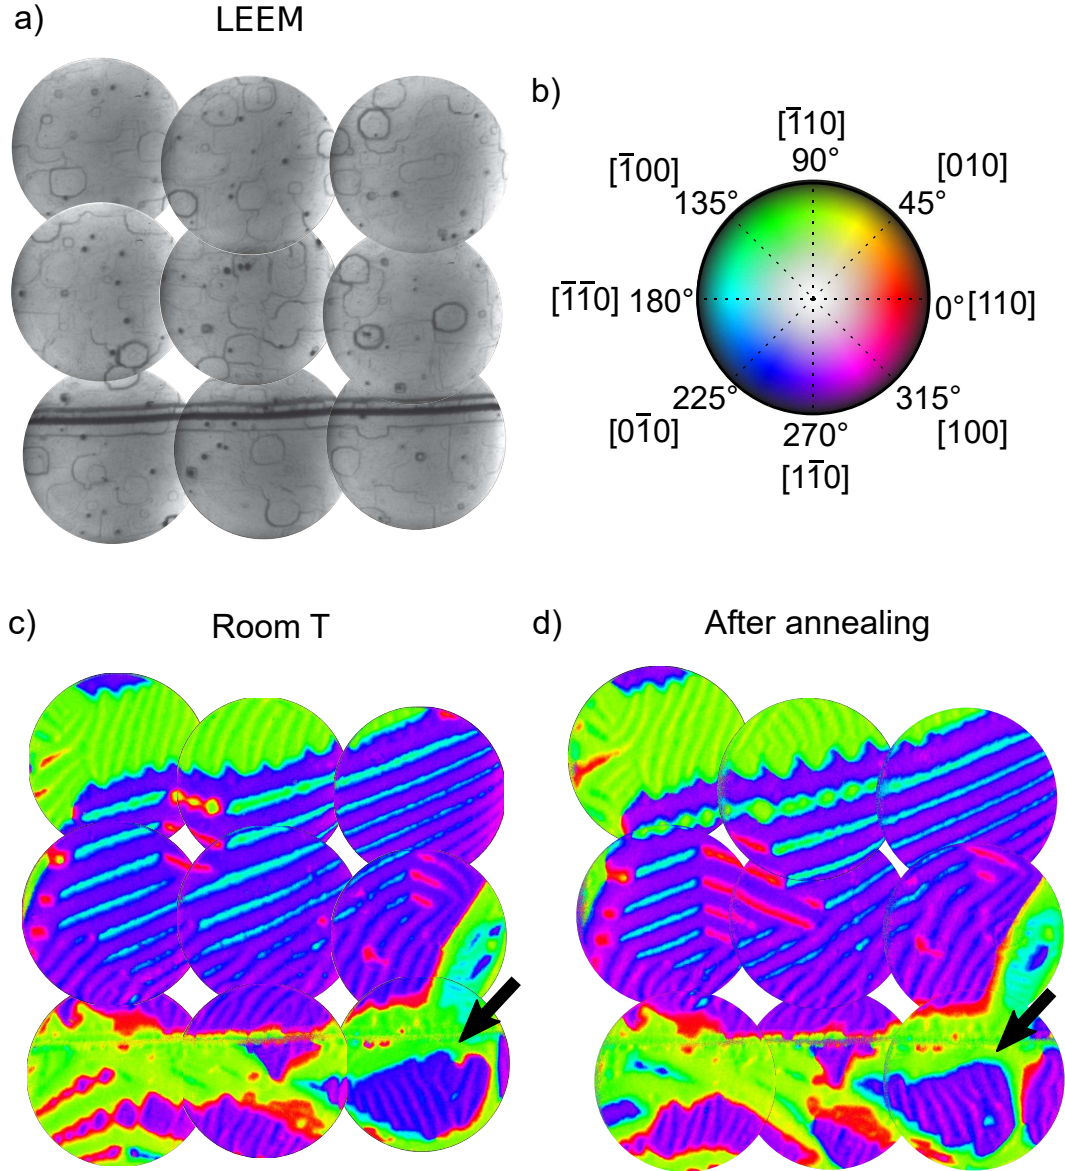 a) LEEM
b)
[1̅10]
90°
[1̅00] [010]
135° 45°
[1̅1̅0] 180° 0° [110]
225° 315°
[01̅0] 270° [100]
[11̅0]
c) Room T
d) After annealing